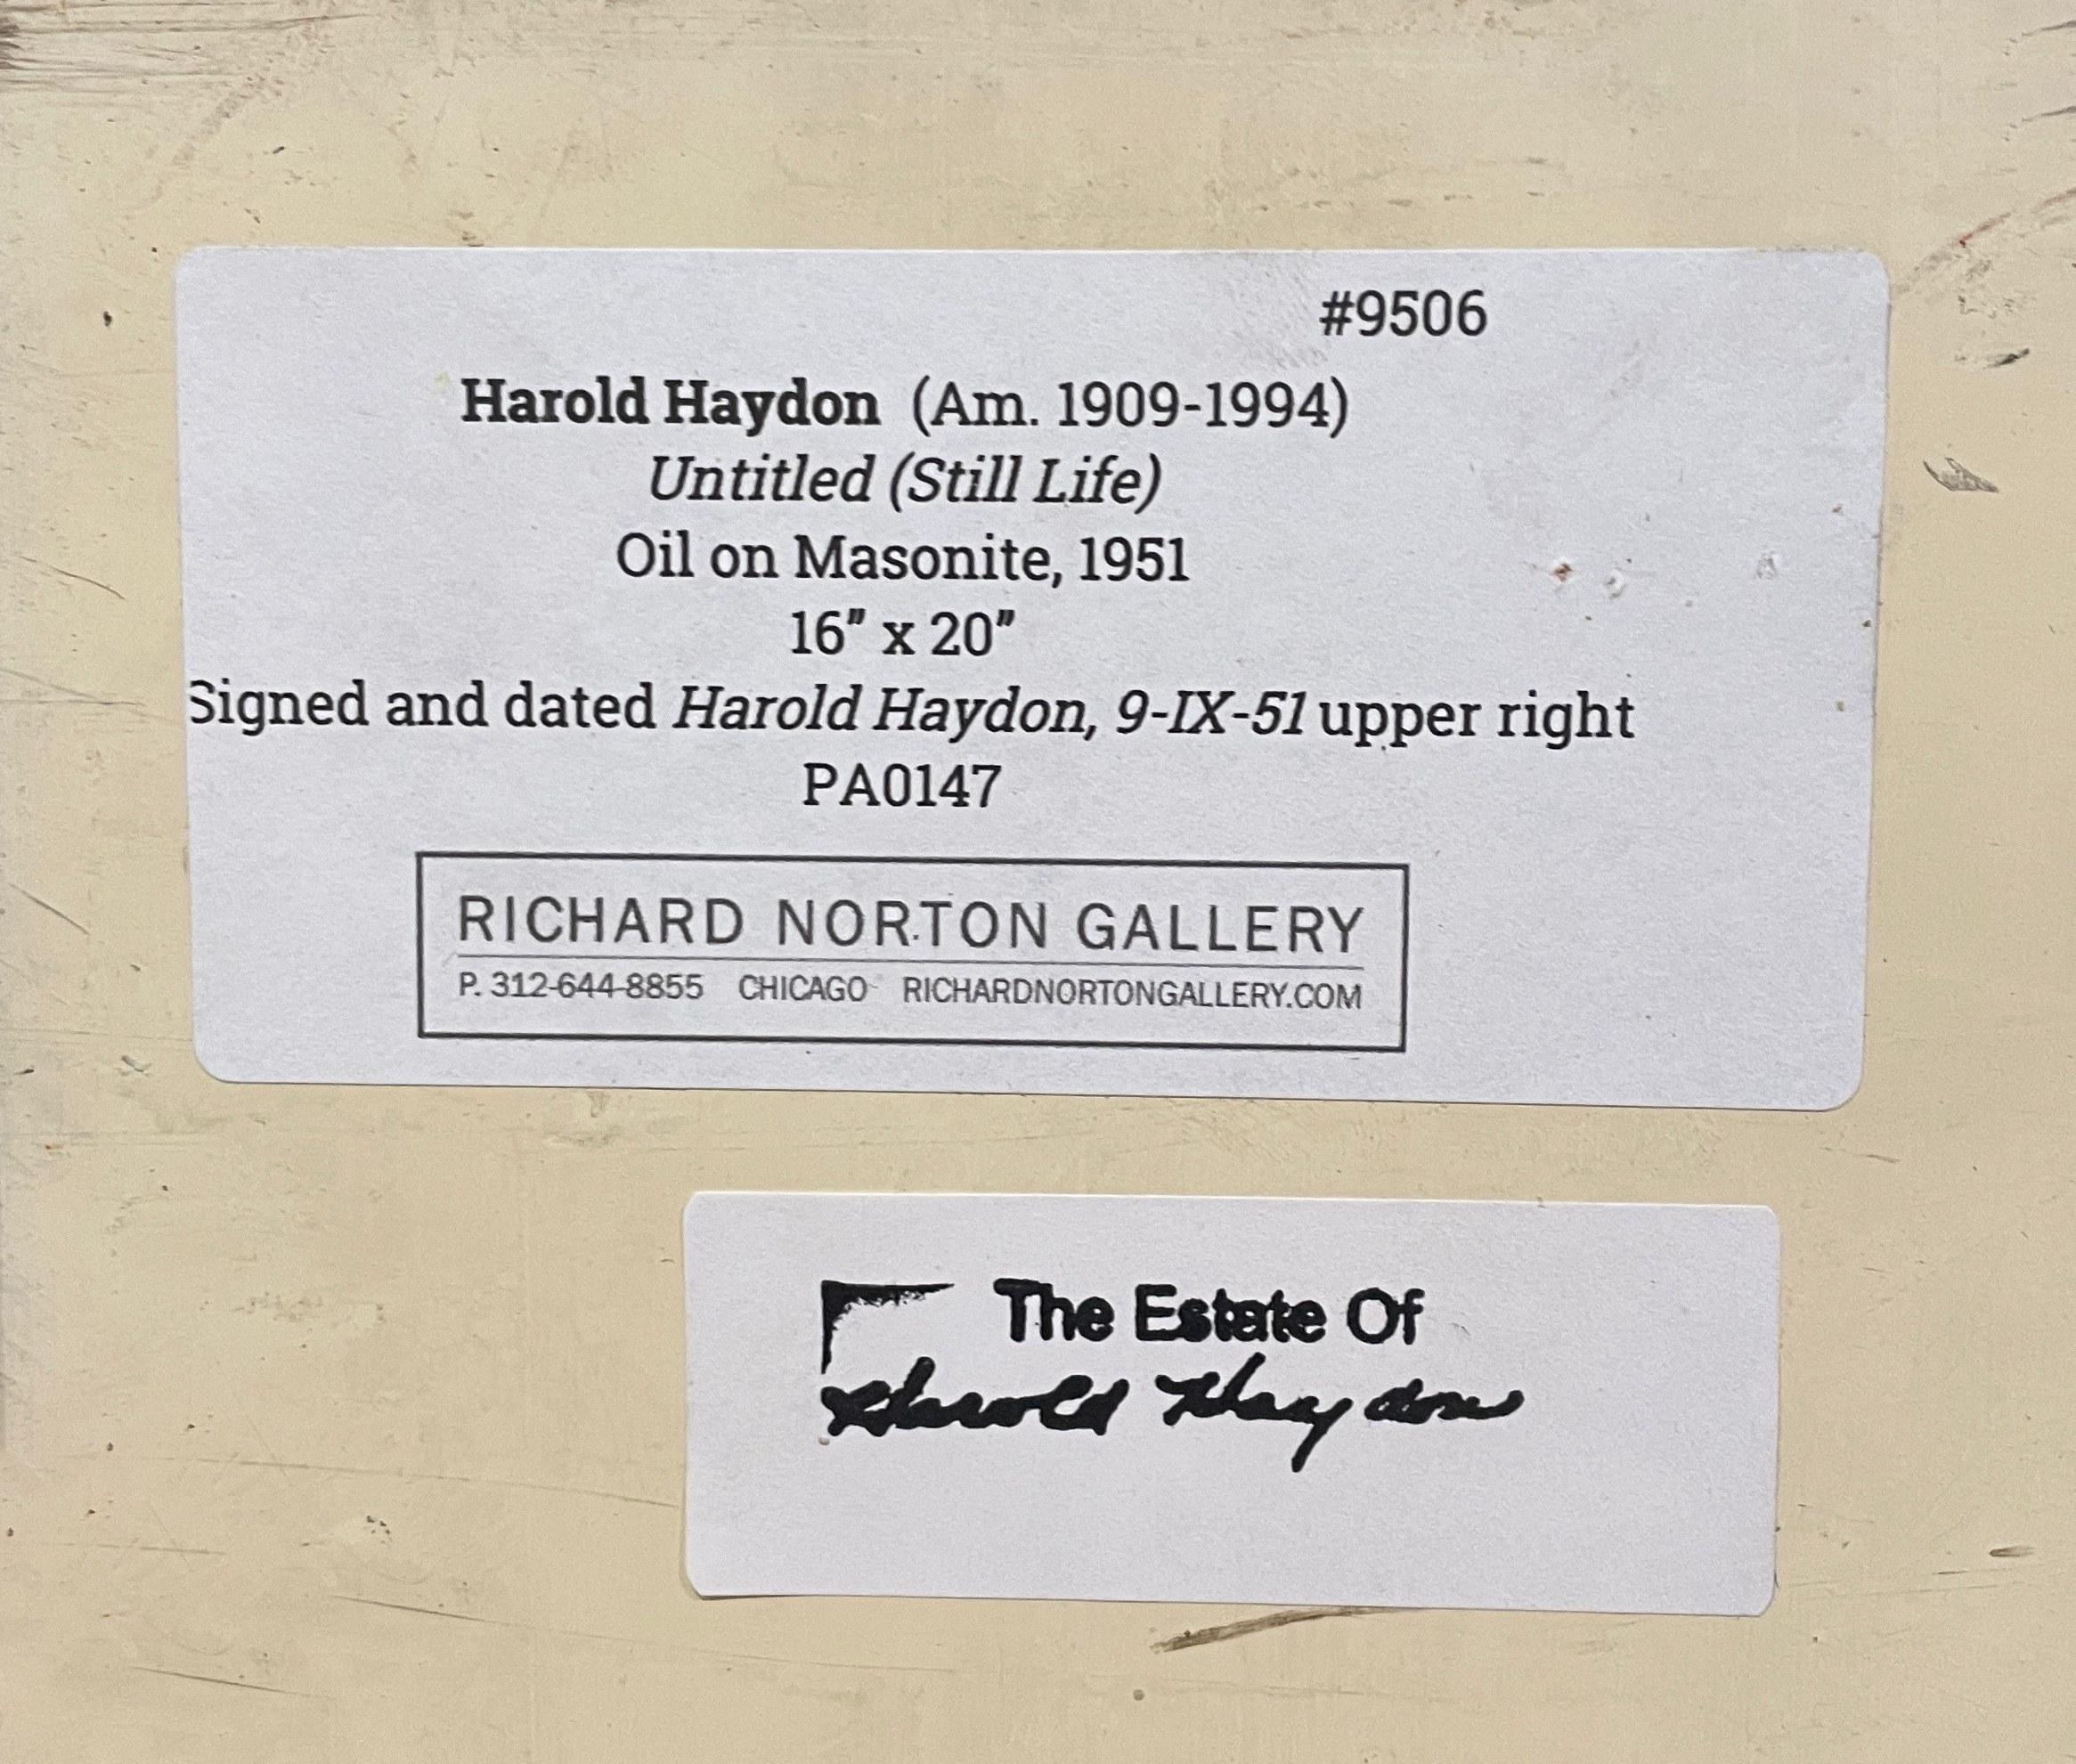 #9506
Harold Haydon (Am. 1909-1994)
Untitled (Still Life)
Oil on Masonite, 1951
16” x 20”
Signed and dated Harold Haydon, 9-IX-51 upper right
PA0147
RICHARD NORTON GALLERY
P. 312-644-8855 CHICAGO RICHARDNORTONGALLERY.COM
The Estate Of
Harold Haydon